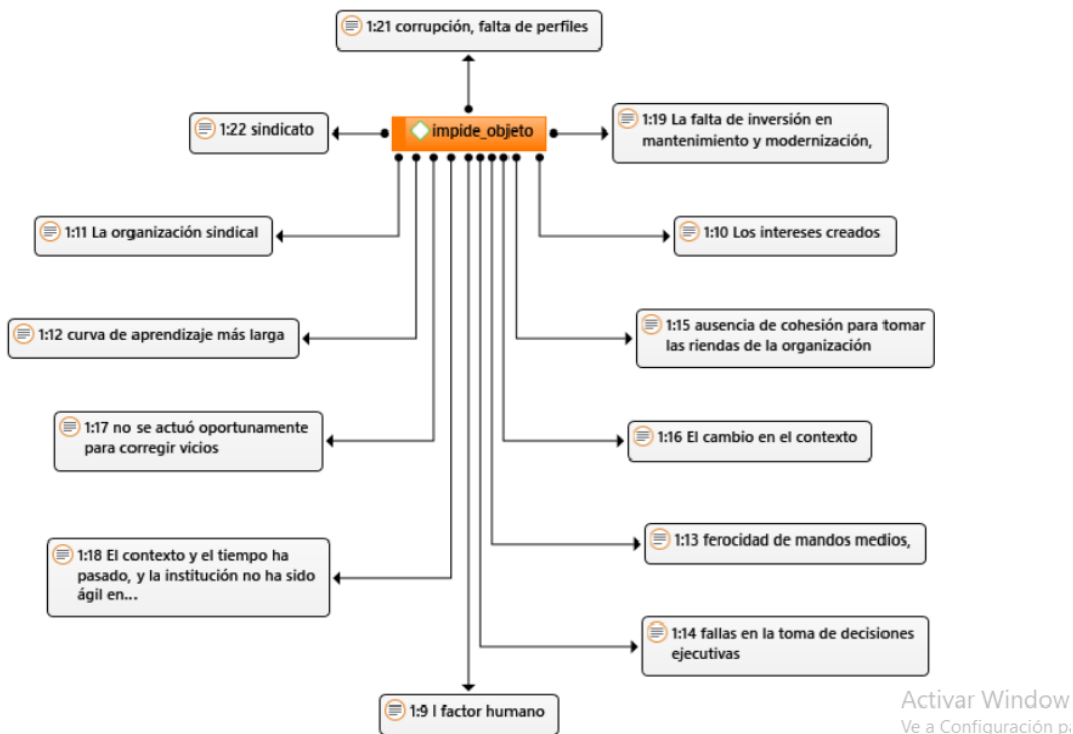 1:21 corrupción, falta de perfiles
1:22 sindicato
impide_objeto
1:19 La falta de inversión en
mantenimiento y modernización,
1:11 La organización sindical
1:10 Los intereses creados
1:12 curva de aprendizaje más larga
1:15 ausencia de cohesión para tomar
las riendas de la organización
1:17 no se actuó oportunamente
para corregir vicios
1:16 El cambio en el contexto
1:18 El contexto y el tiempo ha
pasado, y la institución no ha sido
ágil en...
1:13 ferocidad de mandos medios,
1:14 fallas en la toma de decisiones
ejecutivas
1:9 l factor humano
Activar Window
Ve a Configuración pa